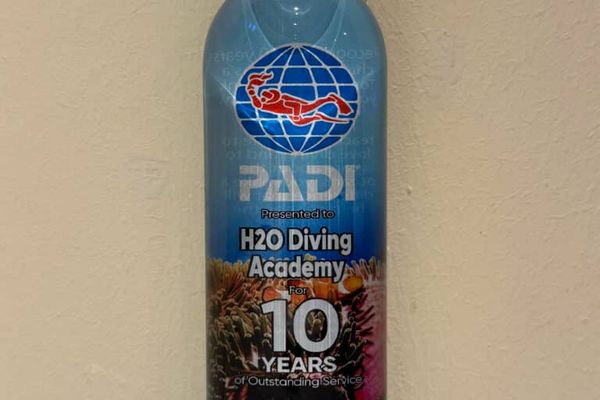 PADI
Presented to
H2O Diving
Academy
For
10
YEARS
of Outstanding Service